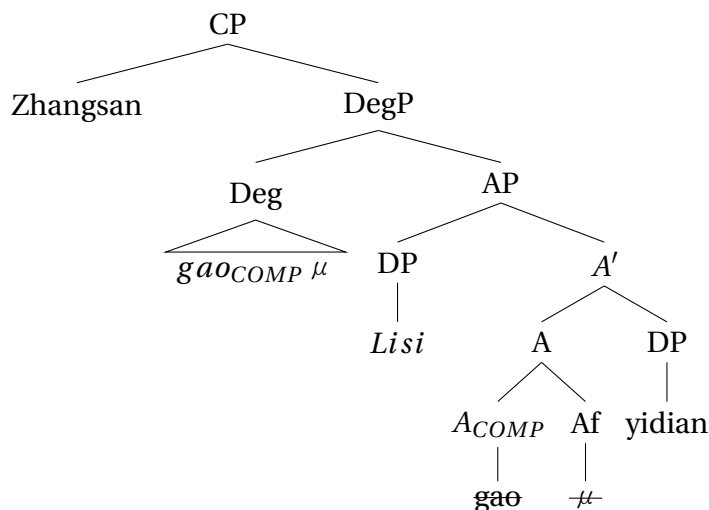 CP
Zhangsan DegP
Deg AP
gao_COMP μ DP A′
Lisi A DP
A_COMP Af yidian
gao μ